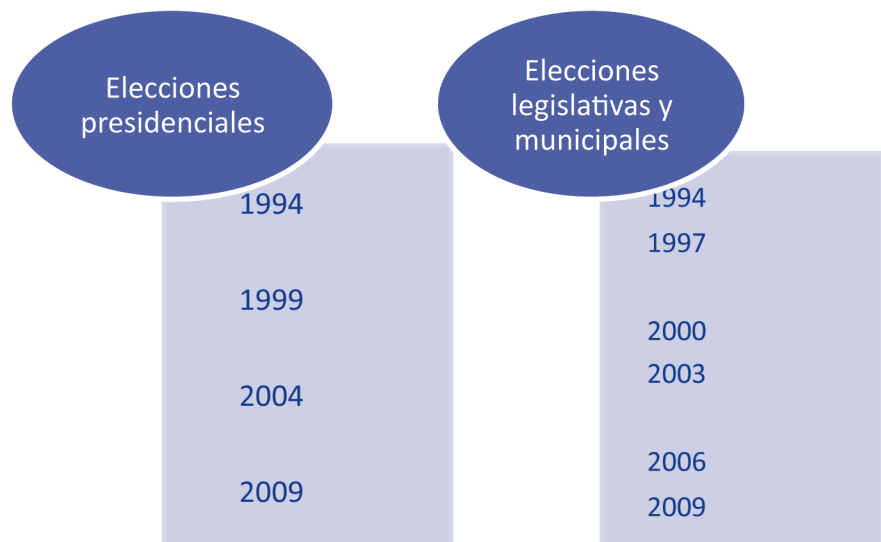 Elecciones
presidenciales
1994
1999
2004
2009
Elecciones
legislativas y
municipales
1994
1997
2000
2003
2006
2009